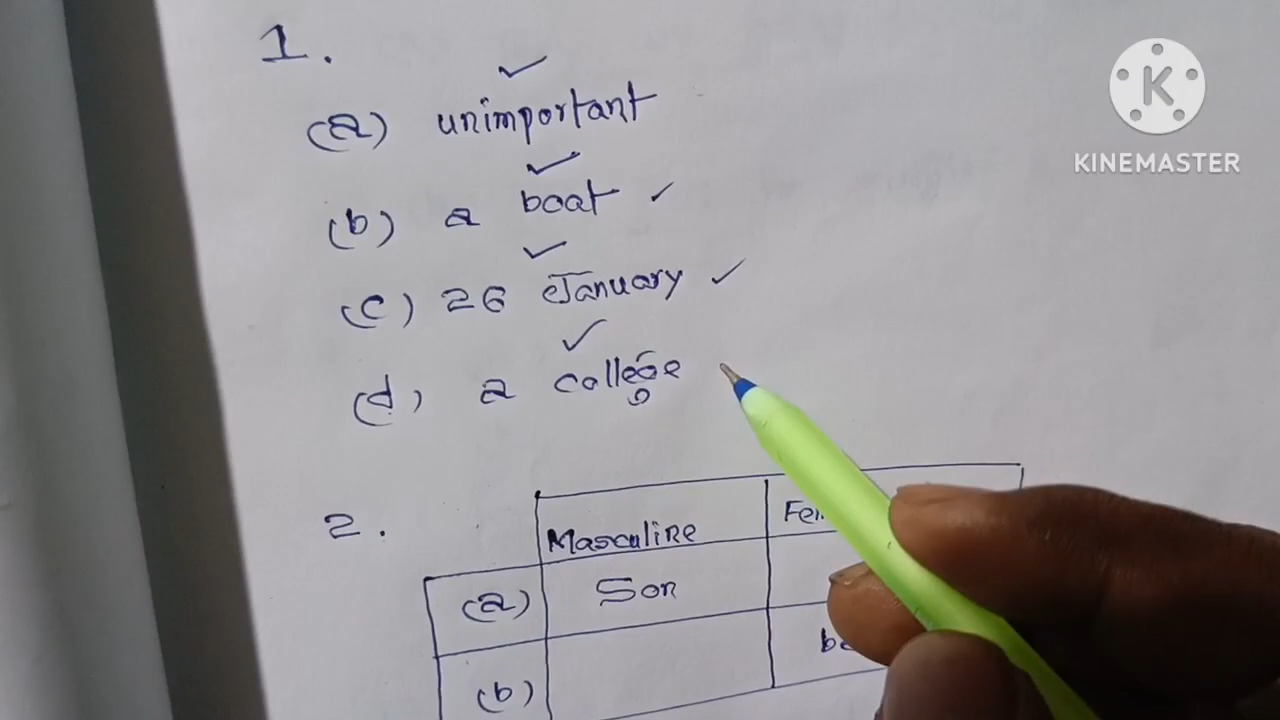 1.
(a) unimportant
(b) a boat
(c) 26 January
(d) a college
2.
Masculine
(a) Son
(b)
KINEMASTER